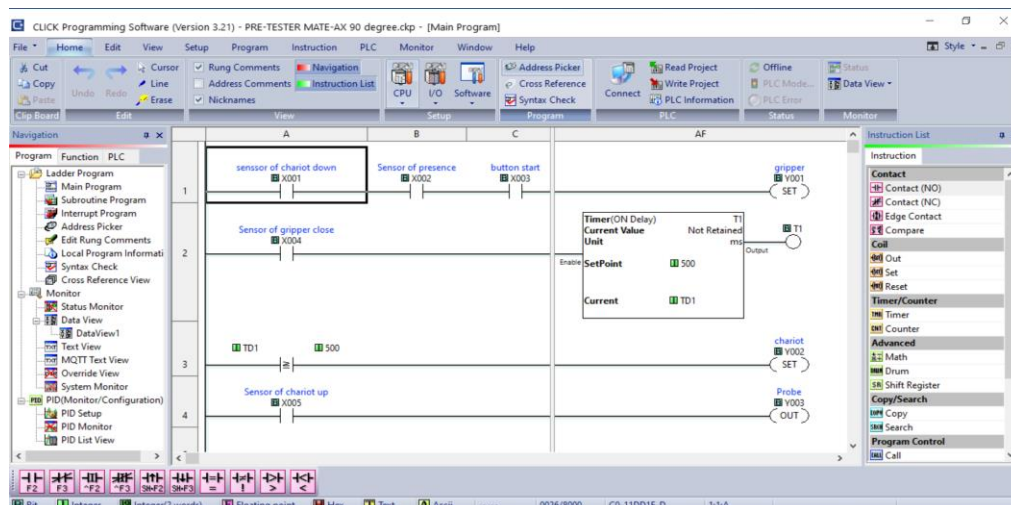 CLICK Programming Software (Version 3.21) - PRE-TESTER MATE-AX 90 degree.ckp - [Main Program]
File Home Edit View Setup Program Instruction PLC Monitor Window Help Style
Cut Copy Paste
Clip Board
Undo Redo Cursor Line Erase
Edit
Rung Comments Address Comments Nicknames Navigation Instruction List
View
CPU I/O Software
Setup
Address Picker Cross Reference Syntax Check
Program
Connect Read Project Write Project PLC Information
PLC
Offline PLC Mode... PLC Error
Status
Status Data View
Monitor
Navigation
Program Function PLC
Ladder Program
Main Program
Subroutine Program
Interrupt Program
Address Picker
Edit Rung Comments
Local Program Informati
Syntax Check
Cross Reference View
Monitor
Status Monitor
Data View
DataView1
Text View
MQTT Text View
Override View
System Monitor
PID(Monitor/Configuration)
PID Setup
PID Monitor
PID List View
A B C AF
1
senssor of chariot down Sensor of presence button start gripper
X001 X002 X003 Y001
SET
2
Sensor of gripper close
X004
Timer(ON Delay) T1
Current Value Not Retained
Unit ms
Enable SetPoint 500
Current TD1
Output
T1
3
TD1 500
≥
chariot
Y002
SET
4
Sensor of chariot up
X005
Probe
Y003
OUT
Instruction List
Instruction
Contact
Contact (NO)
Contact (NC)
Edge Contact
Compare
Coil
Out
Set
Reset
Timer/Counter
Timer
Counter
Advanced
Math
Drum
Shift Register
Copy/Search
Copy
Search
Program Control
Call
F2 F3 ^F2 ^F3 SH-F2 SH-F3 = ! > <